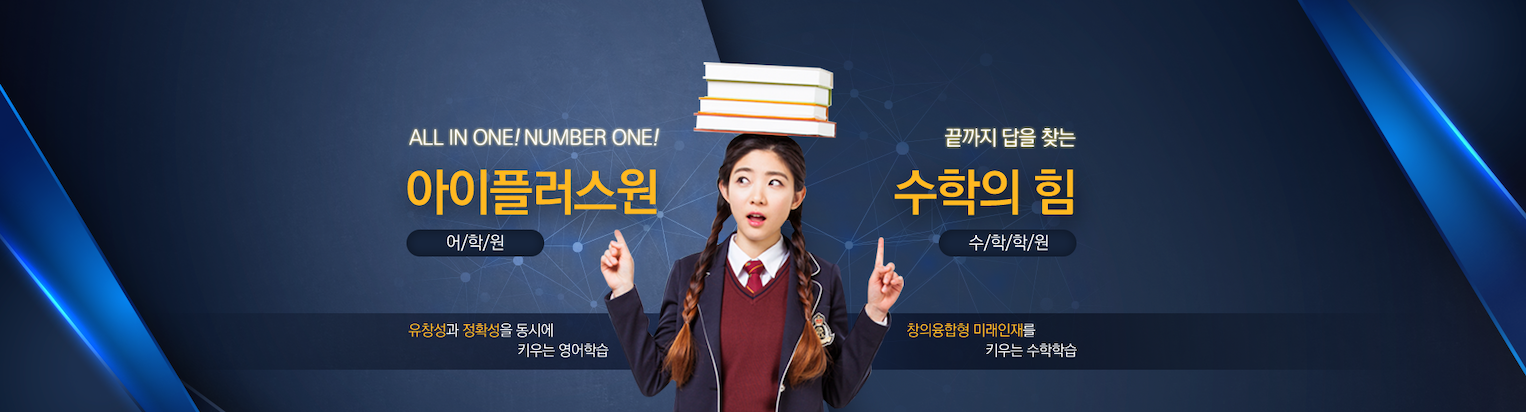 ALL IN ONE! NUMBER ONE!
아이플러스원
어/학/원
유창성과 정확성을 동시에
키우는 영어학습
끝까지 답을 찾는
수학의 힘
수/학/학/원
창의융합형 미래인재를
키우는 수학학습